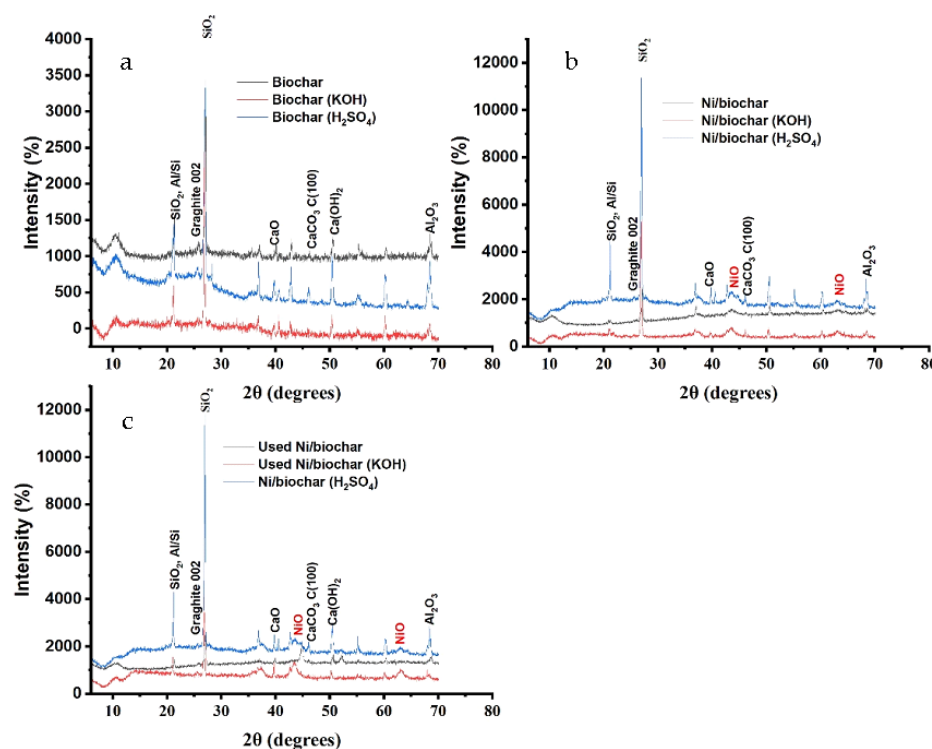 a
SiO₂
Biochar
Biochar (KOH)
Biochar (H₂SO₄)
SiO₂, Al/Si
Graghite 002
CaO
CaCO₃ C(100)
Ca(OH)₂
Al₂O₃
Intensity (%)
4000
3500
3000
2500
2000
1500
1000
500
0
10 20 30 40 50 60 70 80
2θ (degrees)
b
SiO₂
Ni/biochar
Ni/biochar (KOH)
Ni/biochar (H₂SO₄)
SiO₂, Al/Si
Graghite 002
CaO
NiO
CaCO₃ C(100)
NiO
Al₂O₃
Intensity (%)
12000
10000
8000
6000
4000
2000
0
10 20 30 40 50 60 70 80
2θ (degrees)
c
SiO₂
Used Ni/biochar
Used Ni/biochar (KOH)
Ni/biochar (H₂SO₄)
SiO₂, Al/Si
Graghite 002
CaO
NiO
CaCO₃ C(100)
Ca(OH)₂
NiO
Al₂O₃
Intensity (%)
12000
10000
8000
6000
4000
2000
0
10 20 30 40 50 60 70 80
2θ (degrees)